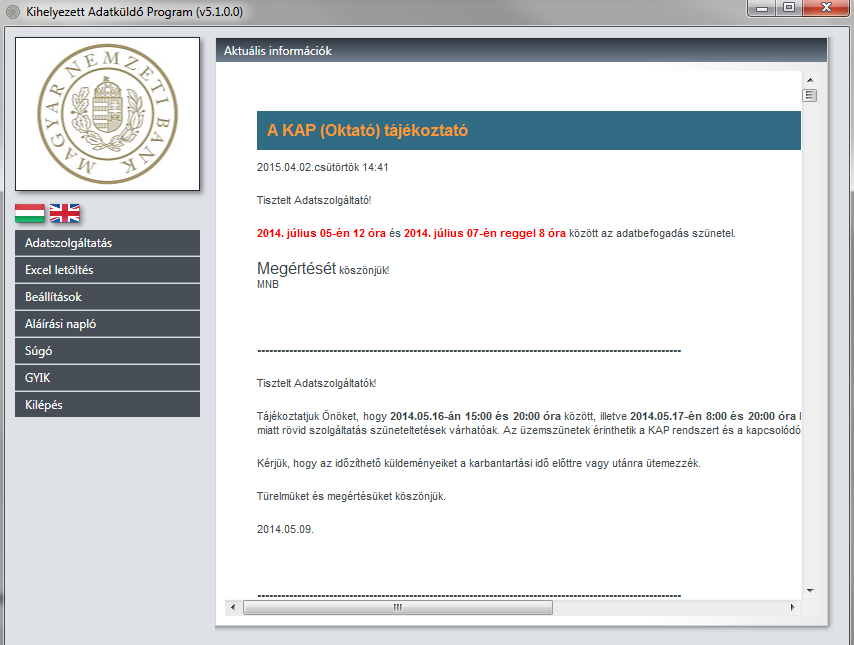 Kihelyezett Adatküldő Program (v5.1.0.0)
MAGYAR NEMZETI BANK
Adatszolgáltatás
Excel letöltés
Beállítások
Aláírási napló
Súgó
GYIK
Kilépés
Aktuális információk
A KAP (Oktató) tájékoztató
2015.04.02.csütörtök 14:41
Tisztelt Adatszolgáltató!
2014. július 05-én 12 óra és 2014. július 07-én reggel 8 óra között az adatbefogadás szünetel.
Megértését köszönjük!
MNB
--------------------------------------------------------------------------------------------------------------
Tisztelt Adatszolgáltatók!
Tájékoztatjuk Önöket, hogy 2014.05.16-án 15:00 és 20:00 óra között, illetve 2014.05.17-én 8:00 és 20:00 óra
miatt rövid szolgáltatás szüneteltetések várhatóak. Az üzemszünetek érinthetik a KAP rendszert és a kapcsolódó
Kérjük, hogy az időzíthető küldeményeiket a karbantartási idő előttre vagy utánra ütemezzék.
Türelmüket és megértésüket köszönjük.
2014.05.09.
--------------------------------------------------------------------------------------------------------------